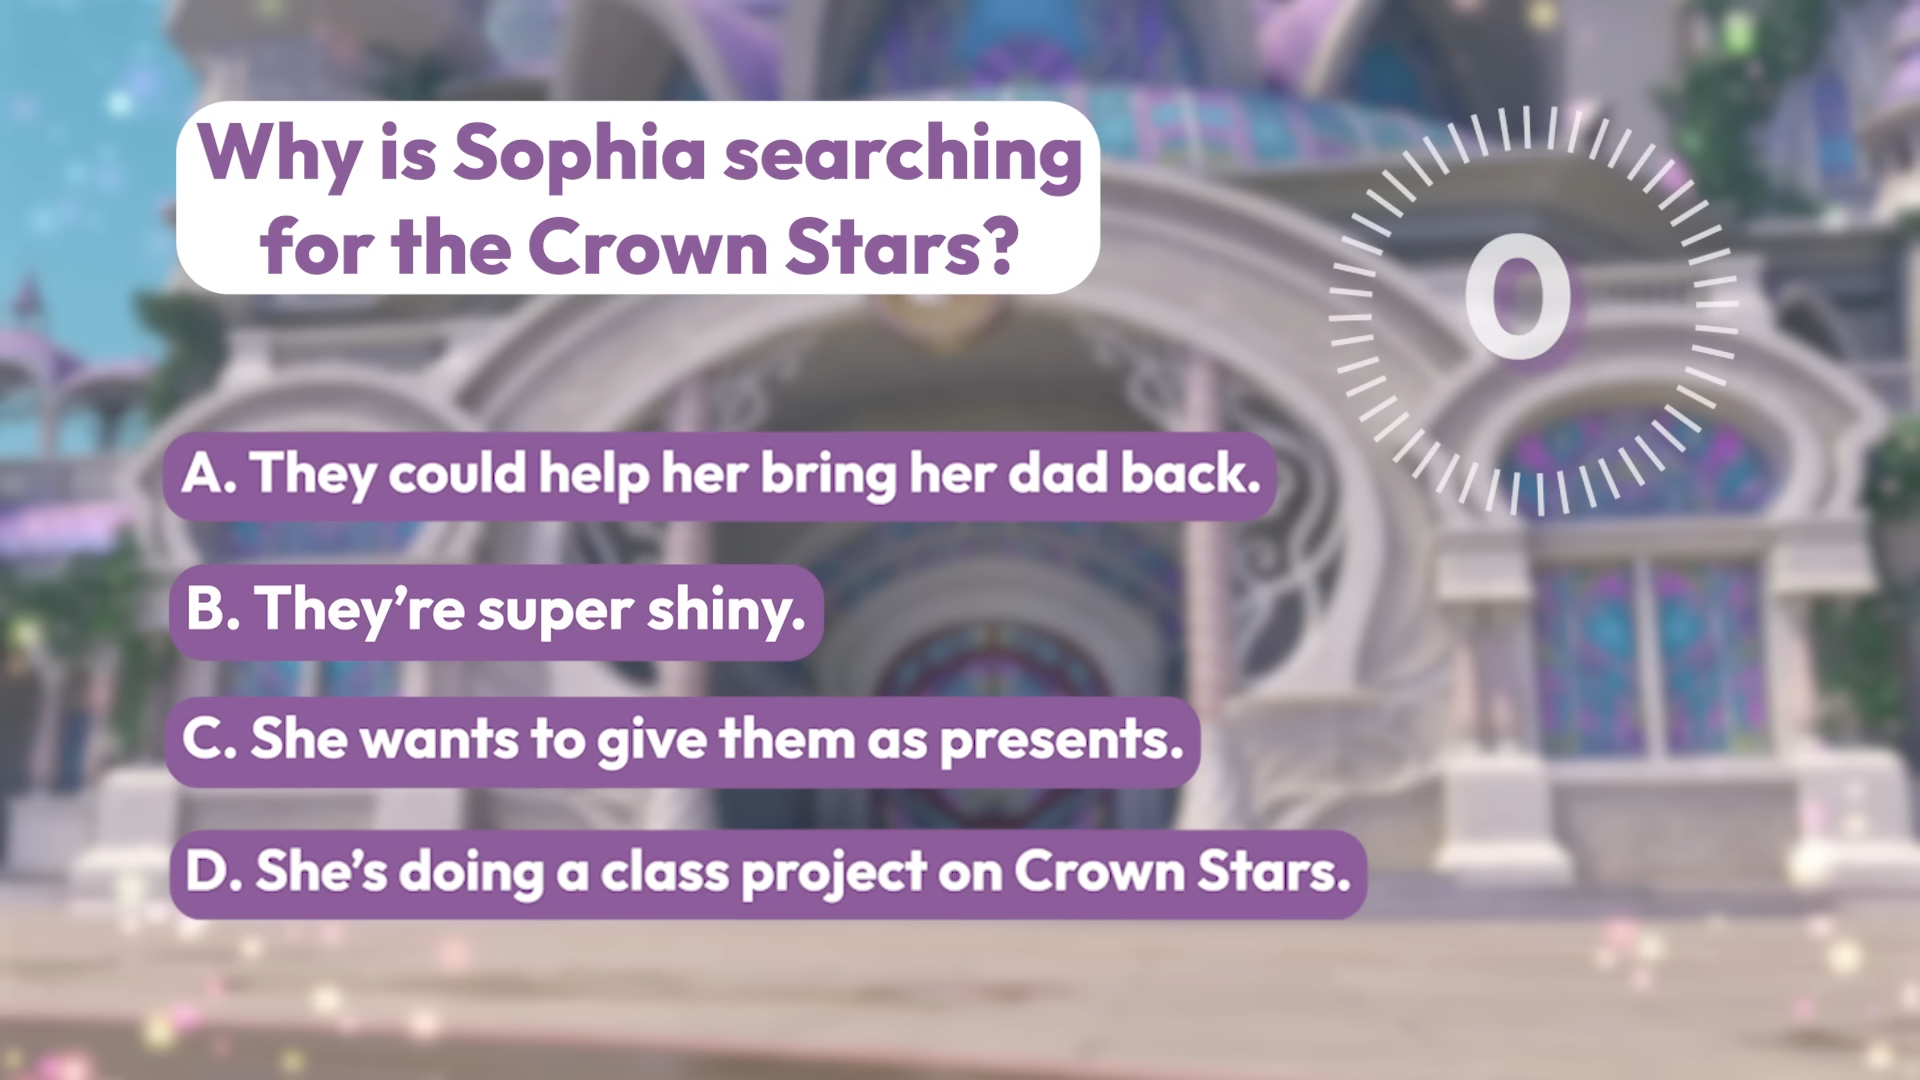 Why is Sophia searching
for the Crown Stars?
0
A. They could help her bring her dad back.
B. They’re super shiny.
C. She wants to give them as presents.
D. She’s doing a class project on Crown Stars.